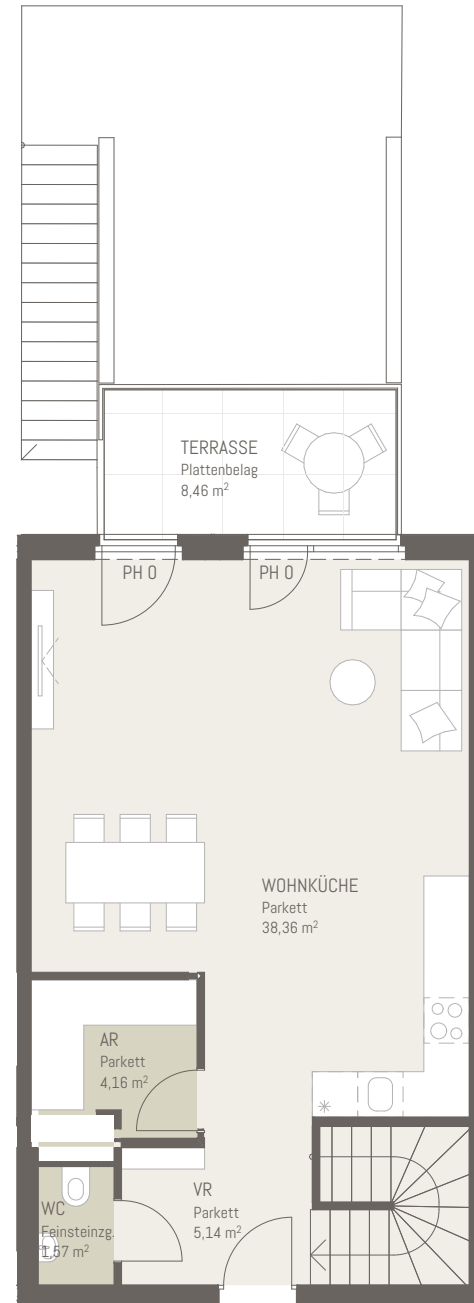 TERRASSE
Plattenbelag
8,46 m²
PH 0
PH 0
WOHNKÜCHE
Parkett
38,36 m²
AR
Parkett
4,16 m²
VR
Parkett
5,14 m²
WC
Feinsteinzg.
1,57 m²